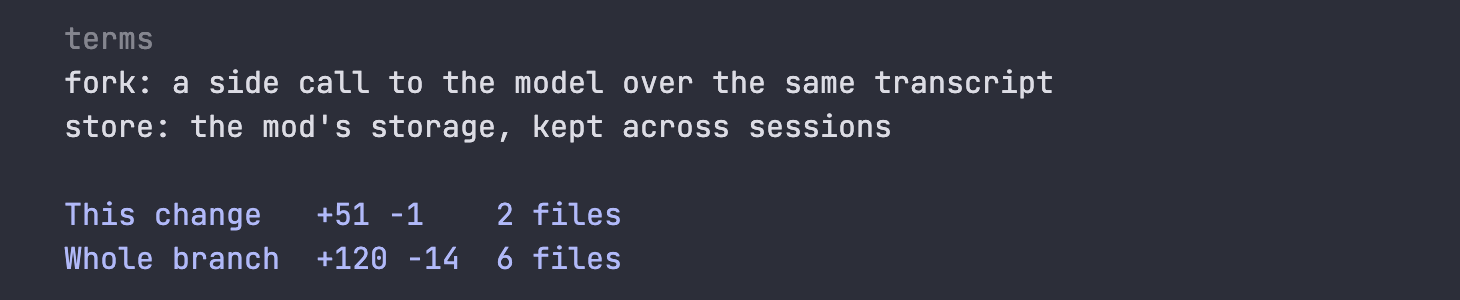 terms
fork: a side call to the model over the same transcript
store: the mod's storage, kept across sessions
This change +51 -1 2 files
Whole branch +120 -14 6 files